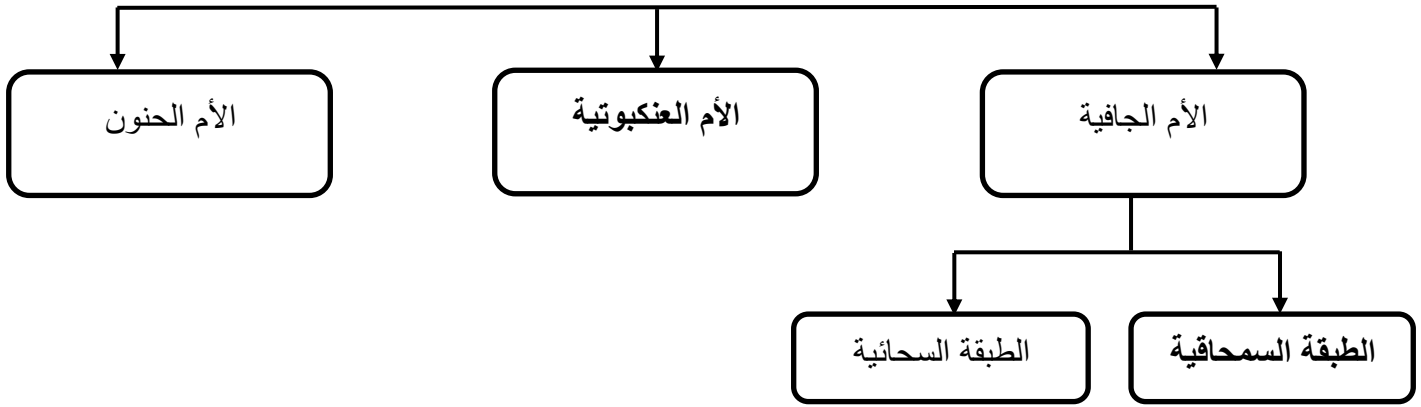 الأم الجافية
الأم العنكبوتية
الأم الحنون
الطبقة السمحاقية
الطبقة السحائية